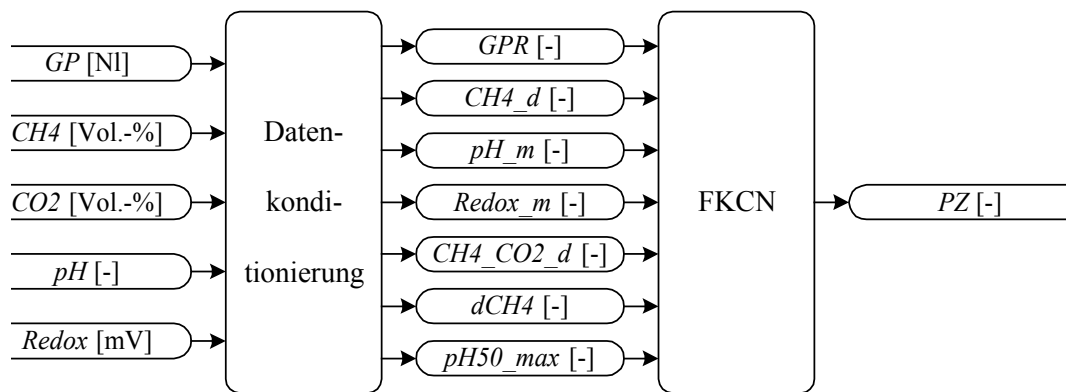 GP [Nl]
CH4 [Vol.-%]
CO2 [Vol.-%]
pH [-]
Redox [mV]
Daten-
kondi-
tionierung
GPR [-]
CH4_d [-]
pH_m [-]
Redox_m [-]
CH4_CO2_d [-]
dCH4 [-]
pH50_max [-]
FKCN
PZ [-]